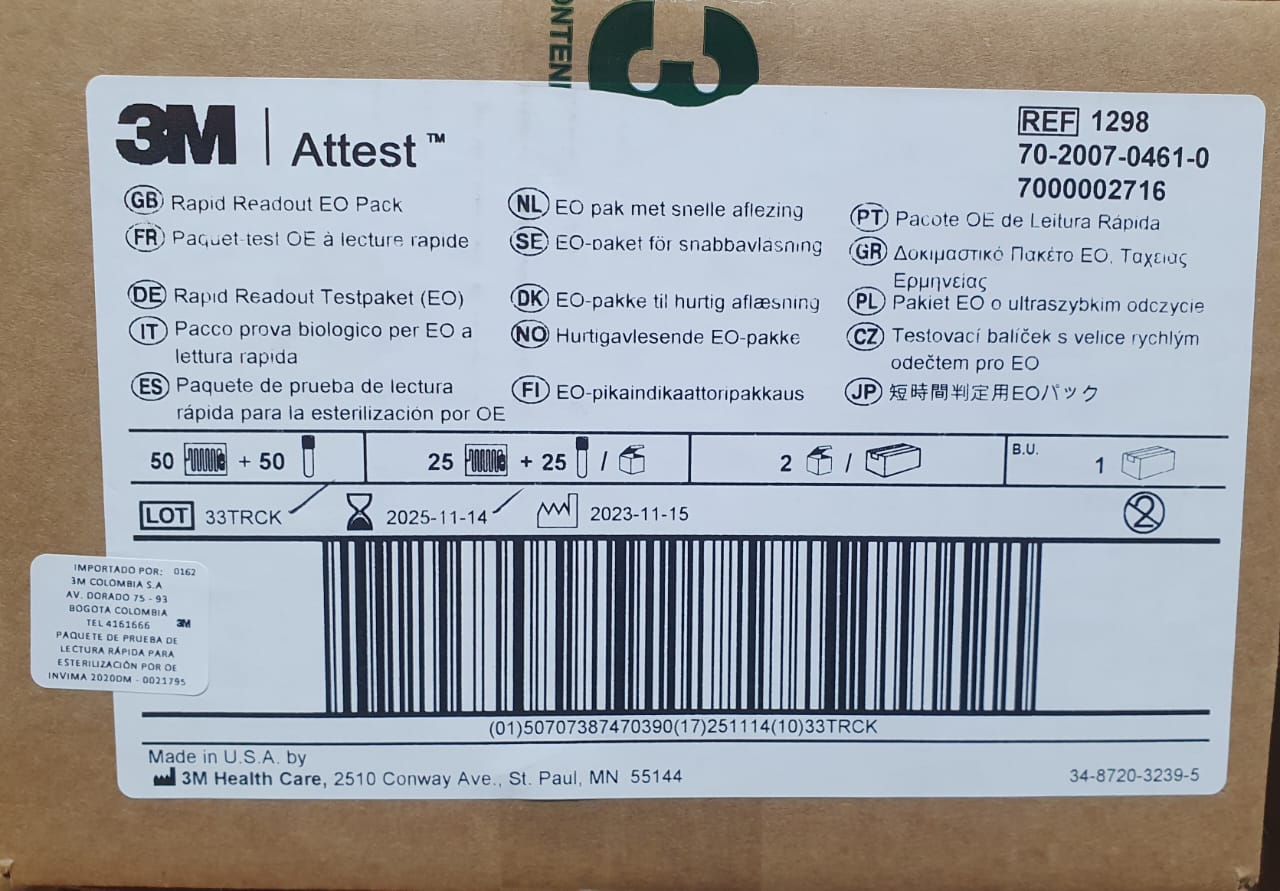 CONTENI
3M | Attest™
REF 1298
70-2007-0461-0
7000002716
GB Rapid Readout EO Pack
FR Paquet-test OE à lecture rapide
DE Rapid Readout Testpaket (EO)
IT Pacco prova biologico per EO a
lettura rapida
ES Paquete de prueba de lectura
rápida para la esterilización por OE
NL EO pak met snelle aflezing
SE EO-paket för snabbavläsning
DK EO-pakke til hurtig aflæsning
NO Hurtigavlesende EO-pakke
FI EO-pikaindikaattoripakkaus
PT Pacote OE de Leitura Rápida
GR Δοκιμαστικό Πακέτο ΕΟ, Ταχείας
Ερμηνείας
PL Pakiet EO o ultraszybkim odczycie
CZ Testovací balíček s velice rychlým
odečtem pro EO
JP 短時間判定用EOパック
50 + 50
25 + 25 /
2 /
B.U. 1
LOT 33TRCK 2025-11-14 2023-11-15 2
IMPORTADO POR: 0162
3M COLOMBIA S.A
AV. DORADO 75 - 93
BOGOTA COLOMBIA
TEL 4161666 3M
PAQUETE DE PRUEBA DE
LECTURA RÁPIDA PARA
ESTERILIZACIÓN POR OE
INVIMA 2020DM - 0021795
(01)50707387470390(17)251114(10)33TRCK
Made in U.S.A. by
3M Health Care, 2510 Conway Ave., St. Paul, MN 55144
34-8720-3239-5